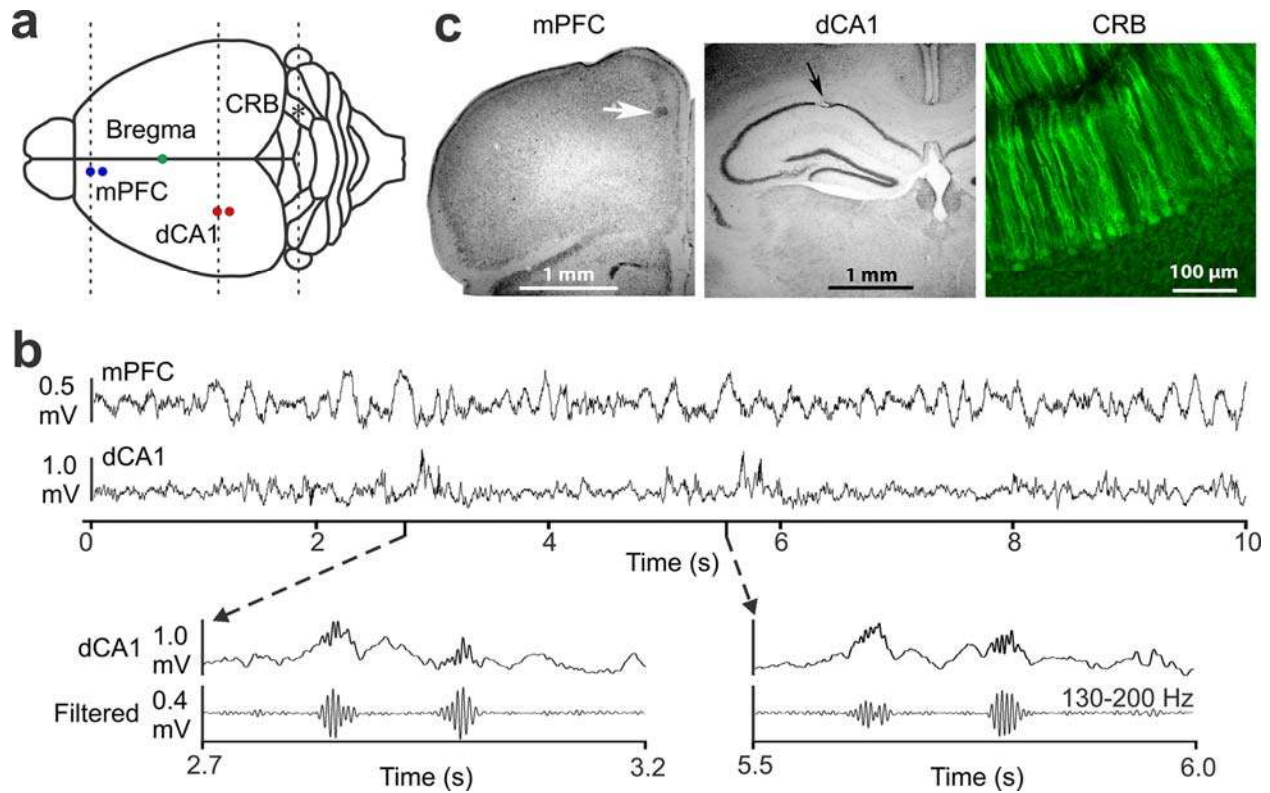 a
CRB
*
Bregma
mPFC
dCA1
c
mPFC
dCA1
CRB
1 mm
1 mm
100 µm
b
mPFC
0.5
mV
dCA1
1.0
mV
0
2
4
6
8
10
Time (s)
dCA1
1.0
mV
Filtered
0.4
mV
130-200 Hz
2.7
3.2
5.5
6.0
Time (s)
Time (s)